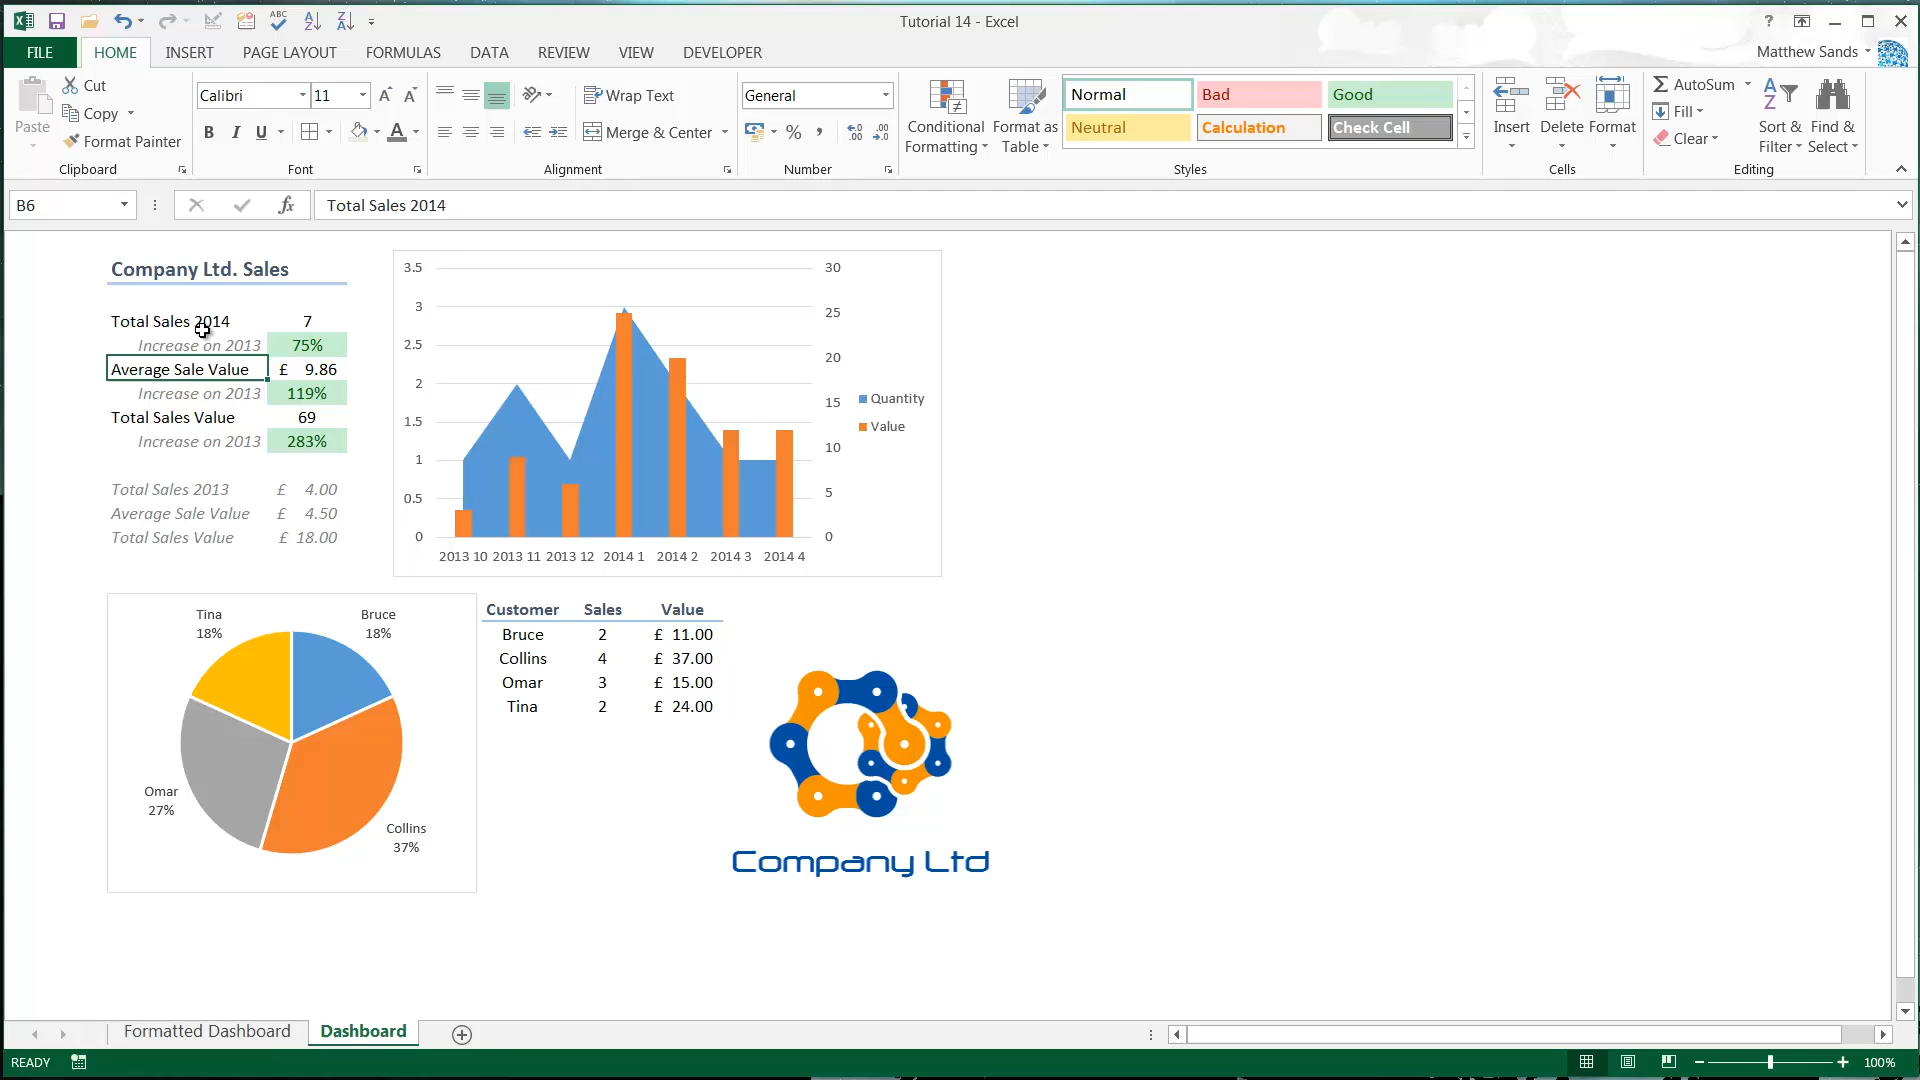 Tutorial 14 - Excel
?
FILE HOME INSERT PAGE LAYOUT FORMULAS DATA REVIEW VIEW DEVELOPER
Matthew Sands
Paste
Cut
Copy
Format Painter
Clipboard
Calibri 11
B I U
Font
Wrap Text
Merge & Center
Alignment
General
%
Number
Conditional Formatting
Format as Table
Normal Bad Good
Neutral Calculation Check Cell
Styles
Insert Delete Format
Cells
AutoSum
Fill
Clear
Sort & Filter
Find & Select
Editing
B6 fx Total Sales 2014
Company Ltd. Sales
Total Sales 2014 7
Increase on 2013 75%
Average Sale Value £ 9.86
Increase on 2013 119%
Total Sales Value 69
Increase on 2013 283%
Total Sales 2013 £ 4.00
Average Sale Value £ 4.50
Total Sales Value £ 18.00
3.5 30
3 25
2.5 20
2 15
1.5 10
1 5
0.5 0
0
Quantity
Value
2013 10 2013 11 2013 12 2014 1 2014 2 2014 3 2014 4
Tina
18%
Bruce
18%
Omar
27%
Collins
37%
Customer Sales Value
Bruce 2 £ 11.00
Collins 4 £ 37.00
Omar 3 £ 15.00
Tina 2 £ 24.00
Company Ltd
Formatted Dashboard Dashboard
READY 100%